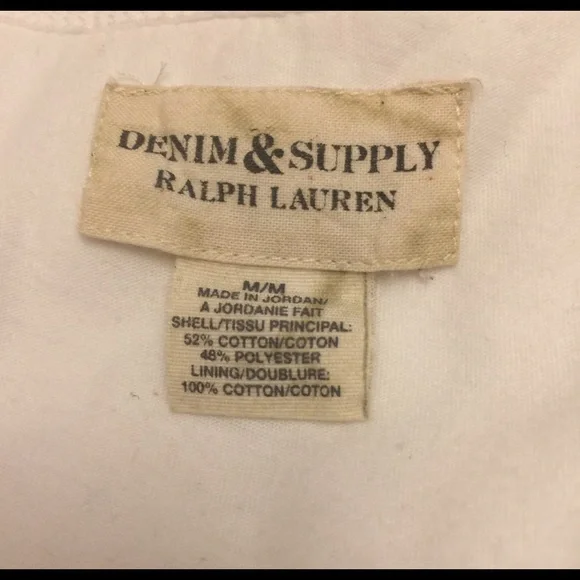 DENIM & SUPPLY
RALPH LAUREN
M/M
MADE IN JORDAN/
A JORDANIE FAIT
SHELL/TISSU PRINCIPAL:
52% COTTON/COTON
48% POLYESTER
LINING/DOUBLURE:
100% COTTON/COTON